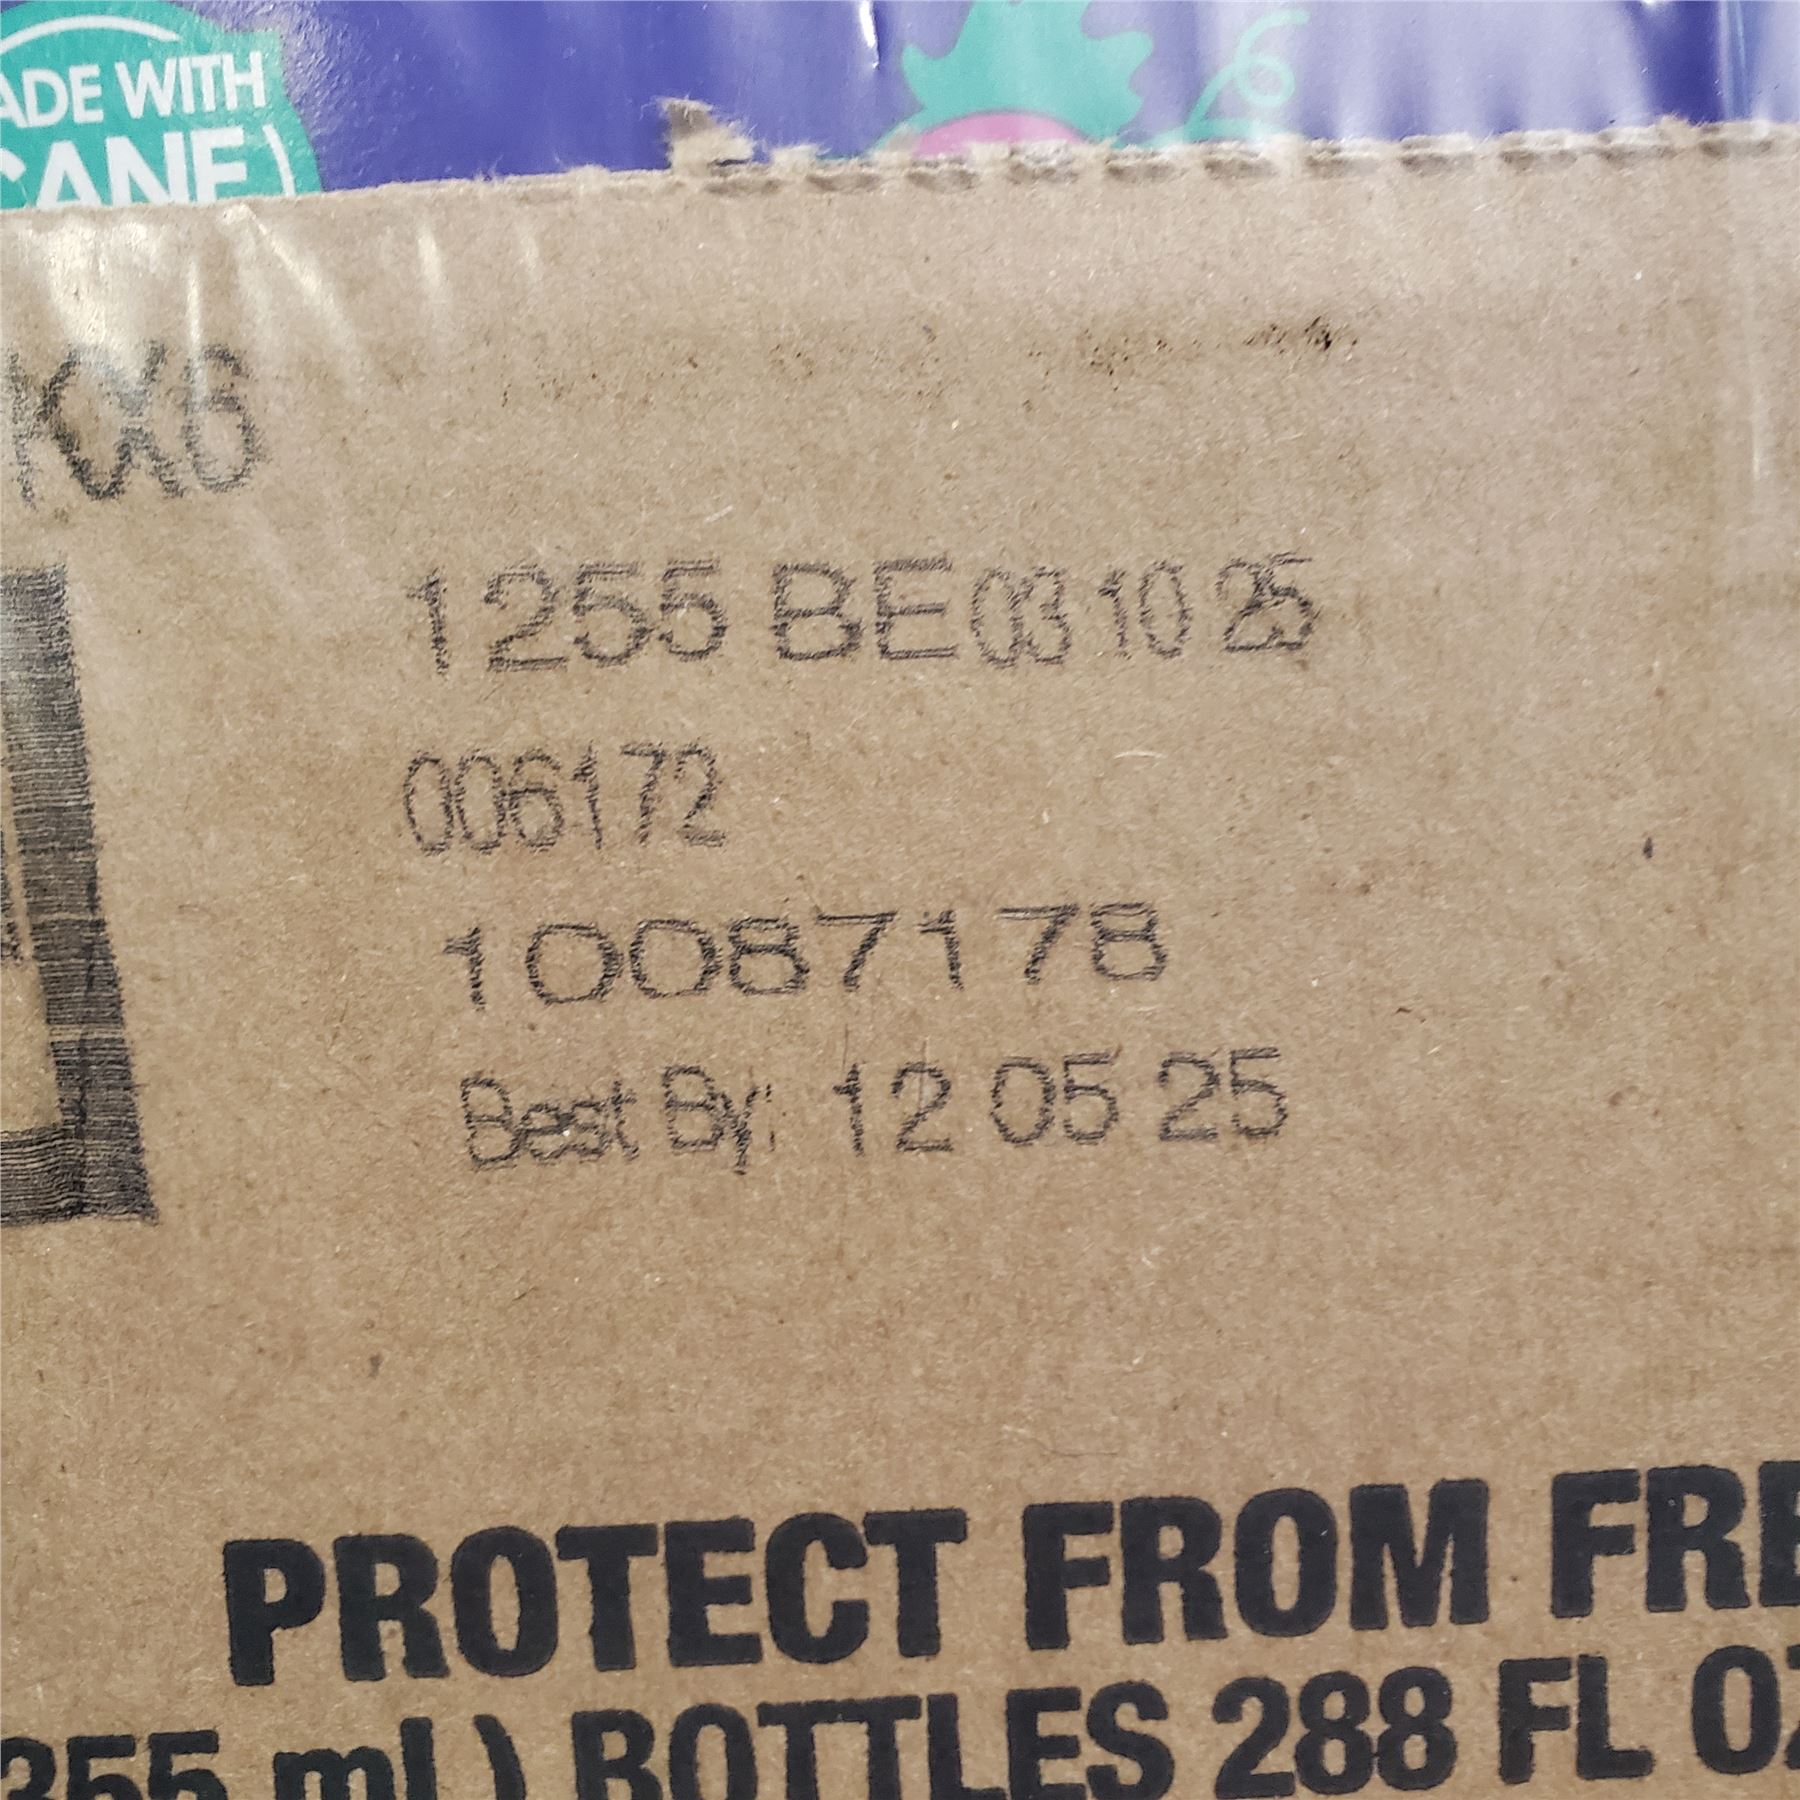 ADE WITH
CANE
1255 BE 03 10 25
006172
10087178
Best By: 12 05 25
PROTECT FROM FRE
355 ml) BOTTLES 288 FL OZ